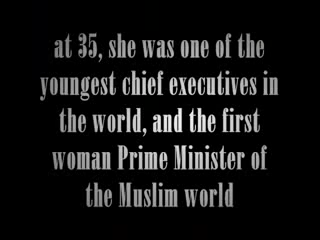 at 35, she was one of the
youngest chief executives in
the world, and the first
woman Prime Minister of
the Muslim world